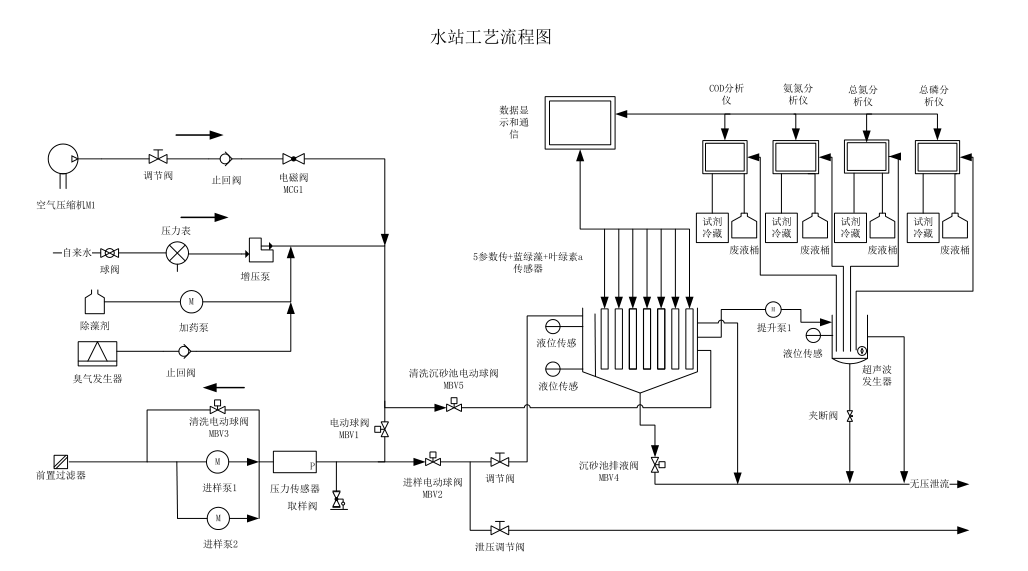 水站工艺流程图
COD分析
仪
氨氮分
析仪
总氮分
析仪
总磷分
析仪
数据显
示和通
信
调节阀
止回阀
电磁阀
MCG1
空气压缩机M1
试剂
冷藏
试剂
冷藏
试剂
冷藏
试剂
冷藏
废液桶
废液桶
废液桶
废液桶
压力表
自来水
球阀
增压泵
5参数传+蓝绿藻+叶绿素a
传感器
M
除藻剂
加药泵
M
提升泵1
液位传感
液位传感
液位传感
臭气发生器
止回阀
超声波
发生器
清洗沉砂池电动球阀
MBV5
清洗电动球阀
MBV3
电动球阀
MBV1
夹断阀
M
P
前置过滤器
进样泵1
压力传感器
取样阀
进样电动球阀
MBV2
调节阀
沉砂池排液阀
MBV4
无压泄流
M
进样泵2
泄压调节阀